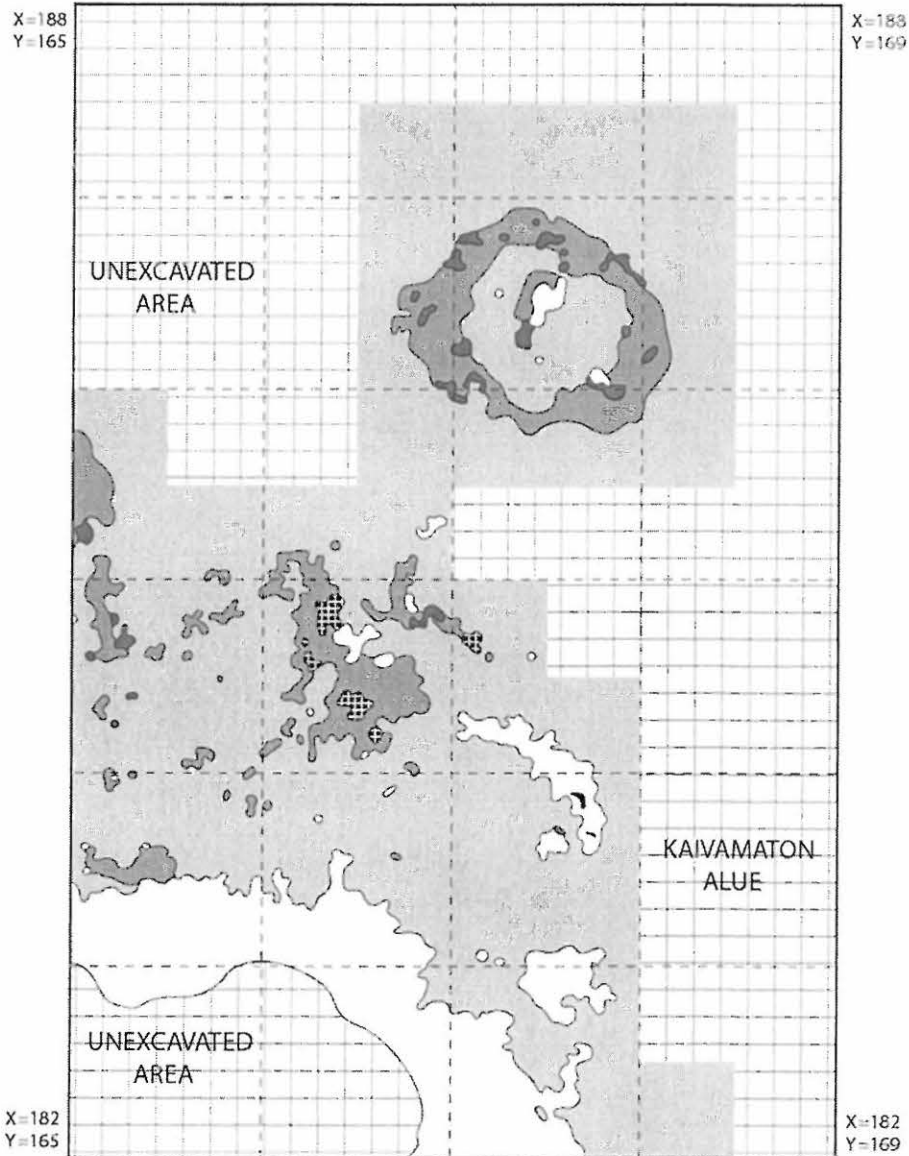 X=188
Y=165
X=188
Y=169
UNEXCAVATED
AREA
KAIVAMATON
ALUE
UNEXCAVATED
AREA
X=182
Y=165
X=182
Y=169